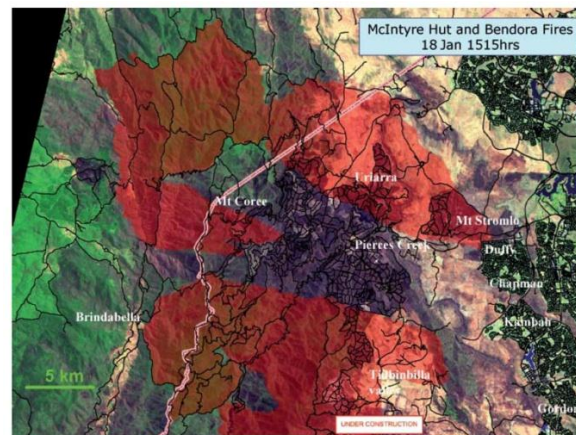 McIntyre Hut and Bendora Fires
18 Jan 1515hrs
Uriarra
Mt Coree
Mt Stromlo
Pierces Creek
Duffy
Chapman
Brindabella
Kambah
5 km
Tidbinbilla
Gordon
UNDER CONSTRUCTION